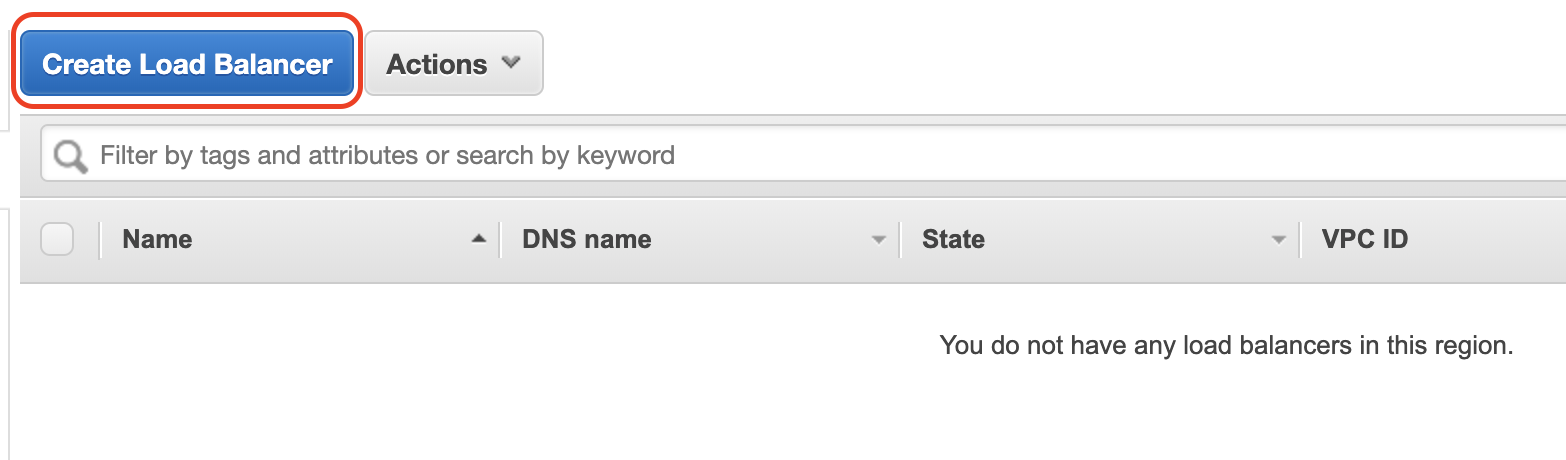 Create Load Balancer Actions
Filter by tags and attributes or search by keyword
Name DNS name State VPC ID
You do not have any load balancers in this region.